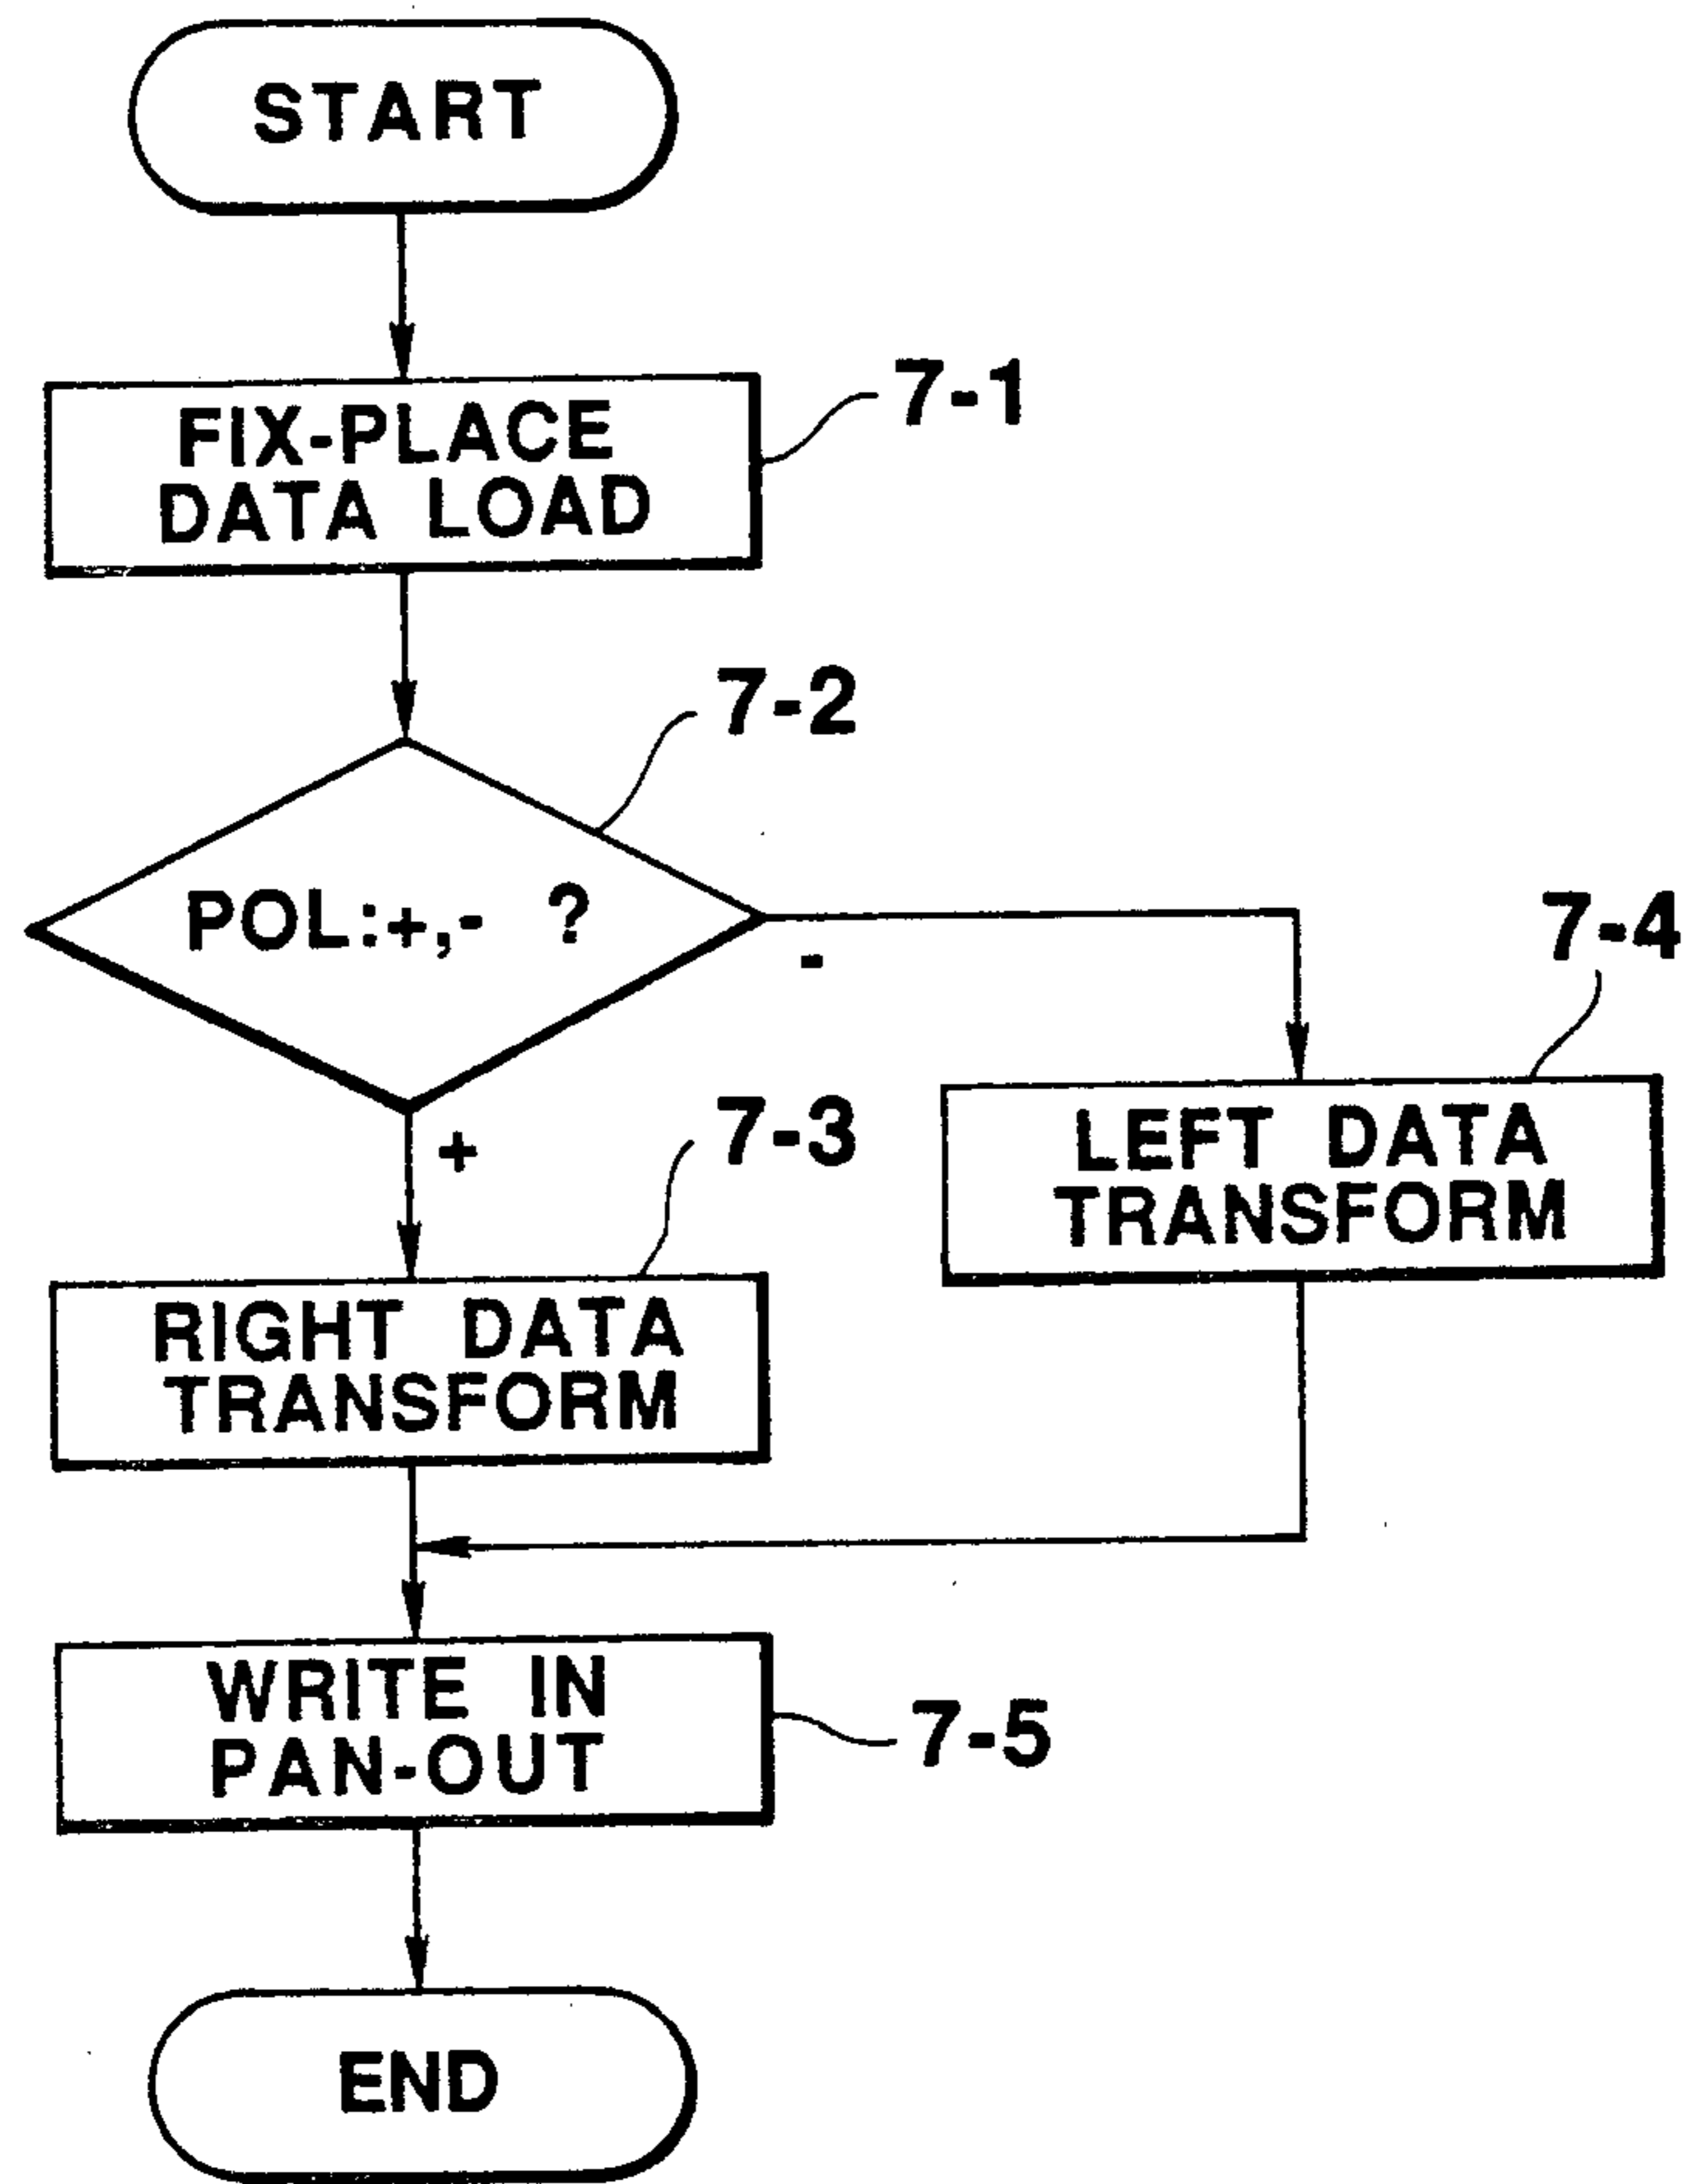 START
7-1
FIX-PLACE
DATA LOAD
7-2
POL:+,- ?
-
7-4
+
7-3
LEFT DATA
TRANSFORM
RIGHT DATA
TRANSFORM
WRITE IN
PAN-OUT
7-5
END